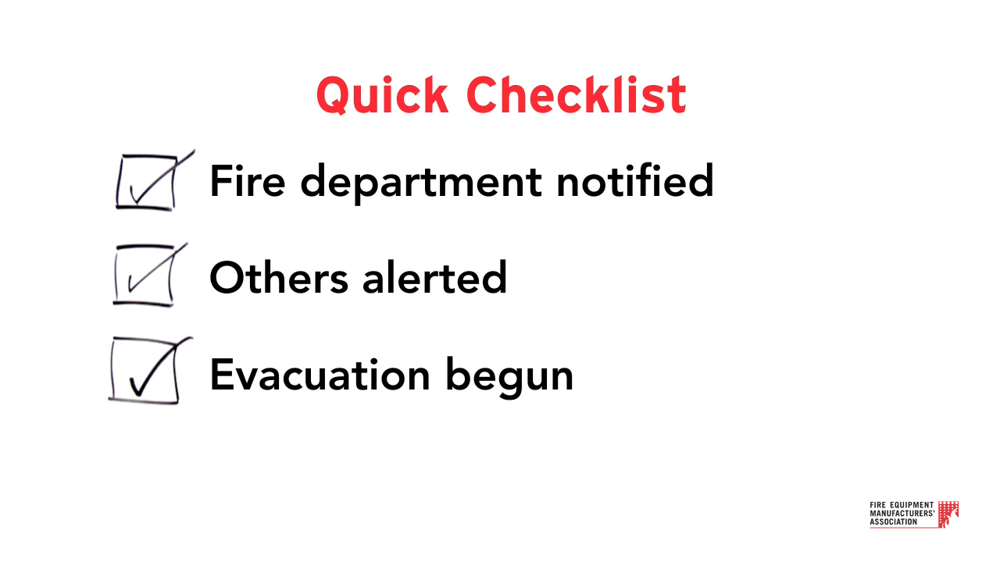 Quick Checklist
Fire department notified
Others alerted
Evacuation begun
FIRE EQUIPMENT
MANUFACTURERS'
ASSOCIATION